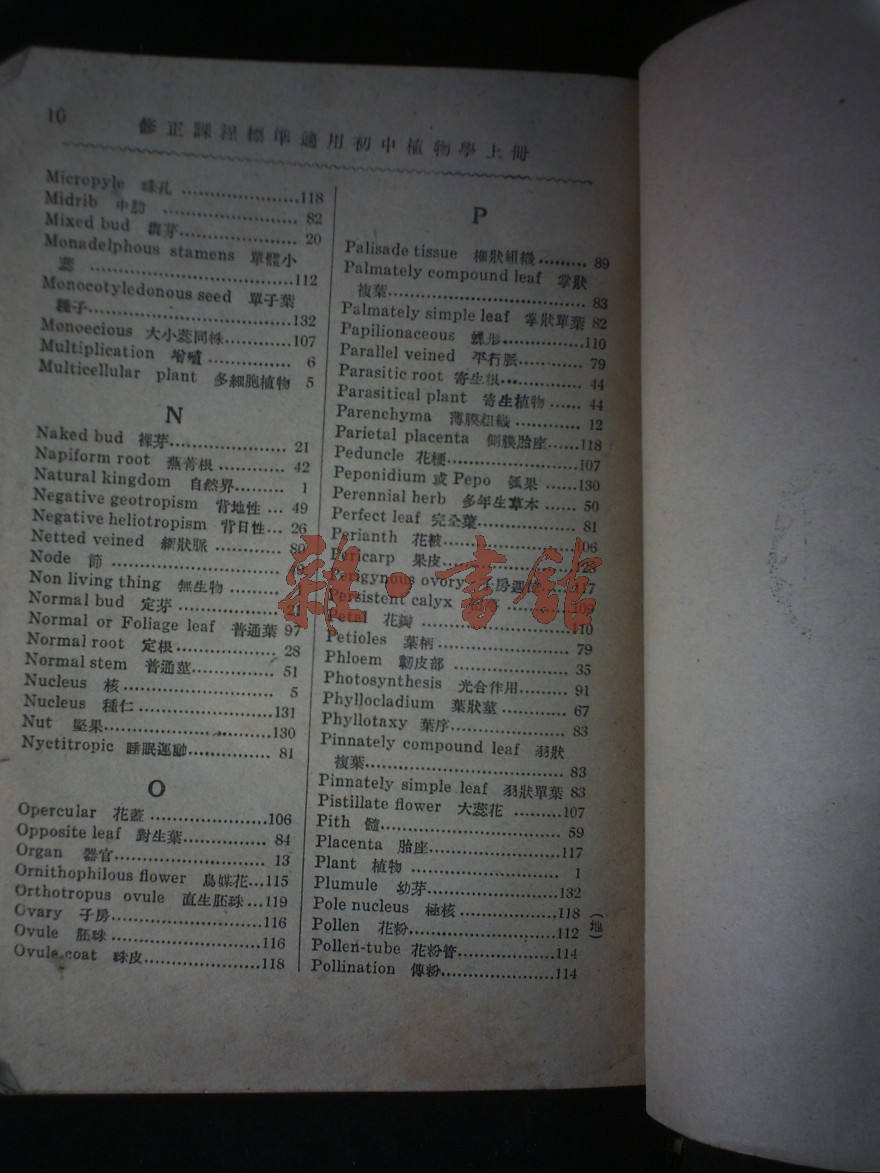 10
修正課程標準適用初中植物學上冊
Micropyle 珠孔 ..................118
Midrib 中肋 .................. 82
Mixed bud .................. 20
Monadelphous stamens 單體小
蕊 ..................112
Monocotyledonous seed 單子葉
種子..................132
Monoecious 大小蕊同株...........107
Multiplication 增殖 ............ 6
Multicellular plant 多細胞植物 5
N
Naked bud 裸芽.................. 21
Napiform root 蕪菁根 ............ 42
Natural kingdom 自然界......... 1
Negative geotropism 背地性 ... 49
Negative heliotropism 背日性... 26
Netted veined 網狀脈 ............ 80
Node 節
Non living thing 無生物
Normal bud 定芽 .................. 21
Normal or Foliage leaf 普通葉 97
Normal root 定根.................. 28
Normal stem 普通莖............... 51
Nucleus 核 .................. 5
Nucleus 種仁 ..................131
Nut 堅果..................130
Nyctitropic 睡眠運動............ 81
O
Opercular 花蓋 ..................106
Opposite leaf 對生葉............ 84
Organ 器官.................. 13
Ornithophilous flower 鳥媒花...115
Orthotropus ovule 直生胚珠...119
Ovary 子房..................116
Ovule 胚珠..................116
Ovule coat 珠皮..................118
P
Palisade tissue 柵狀組織......... 89
Palmately compound leaf 掌狀
複葉.................. 83
Palmately simple leaf 掌狀單葉 82
Papilionaceous 蝶形...............110
Parallel veined 平行脈............ 79
Parasitic root 寄生根............ 44
Parasitical plant 寄生植物 ...... 44
Parenchyma 薄膜組織 ............ 12
Parietal placenta 側膜胎座......118
Peduncle 花梗..................107
Peponidium 或 Pepo 瓠果 ......130
Perennial herb 多年生草本 ...... 50
Perfect leaf 完全葉.................. 81
Perianth 花被..................106
Pericarp 果皮
Perigynous ovory 子房 117
Persistent calyx 109
Petal 花瓣 ..................110
Petioles 葉柄.................. 79
Phloem 韌皮部 .................. 35
Photosynthesis 光合作用......... 91
Phyllocladium 葉狀莖 ............ 67
Phyllotaxy 葉序.................. 83
Pinnately compound leaf 羽狀
複葉.................. 83
Pinnately simple leaf 羽狀單葉 83
Pistillate flower 大蕊花 .........107
Pith 髓.................. 59
Placenta 胎座..................117
Plant 植物 .................. 1
Plumule 幼芽..................132
Pole nucleus 極核..................118
Pollen 花粉..................112
Pollen-tube 花粉管..................114
Pollination 傳粉..................114
(地)
雜·書館